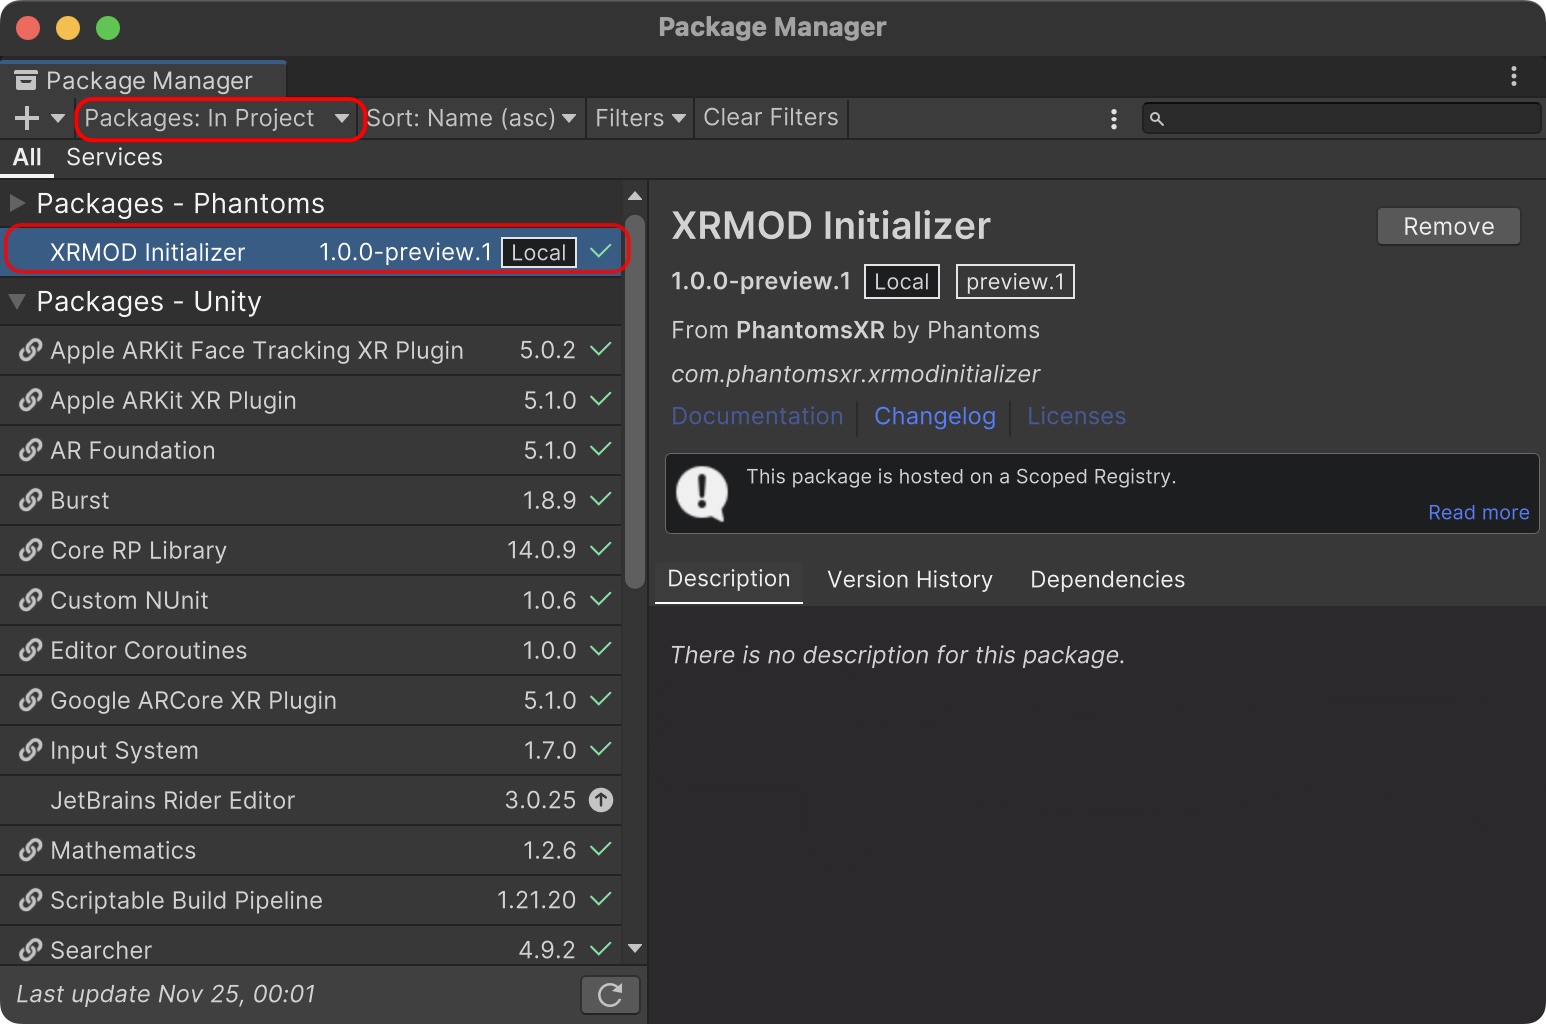 Package Manager
Package Manager
Packages: In Project Sort: Name (asc) Filters Clear Filters
All Services
Packages - Phantoms
XRMOD Initializer 1.0.0-preview.1 Local
Packages - Unity
Apple ARKit Face Tracking XR Plugin 5.0.2
Apple ARKit XR Plugin 5.1.0
AR Foundation 5.1.0
Burst 1.8.9
Core RP Library 14.0.9
Custom NUnit 1.0.6
Editor Coroutines 1.0.0
Google ARCore XR Plugin 5.1.0
Input System 1.7.0
JetBrains Rider Editor 3.0.25
Mathematics 1.2.6
Scriptable Build Pipeline 1.21.20
Searcher 4.9.2
Last update Nov 25, 00:01
XRMOD Initializer Remove
1.0.0-preview.1 Local preview.1
From PhantomsXR by Phantoms
com.phantomsxr.xrmodinitializer
Documentation Changelog Licenses
This package is hosted on a Scoped Registry.
Read more
Description Version History Dependencies
There is no description for this package.